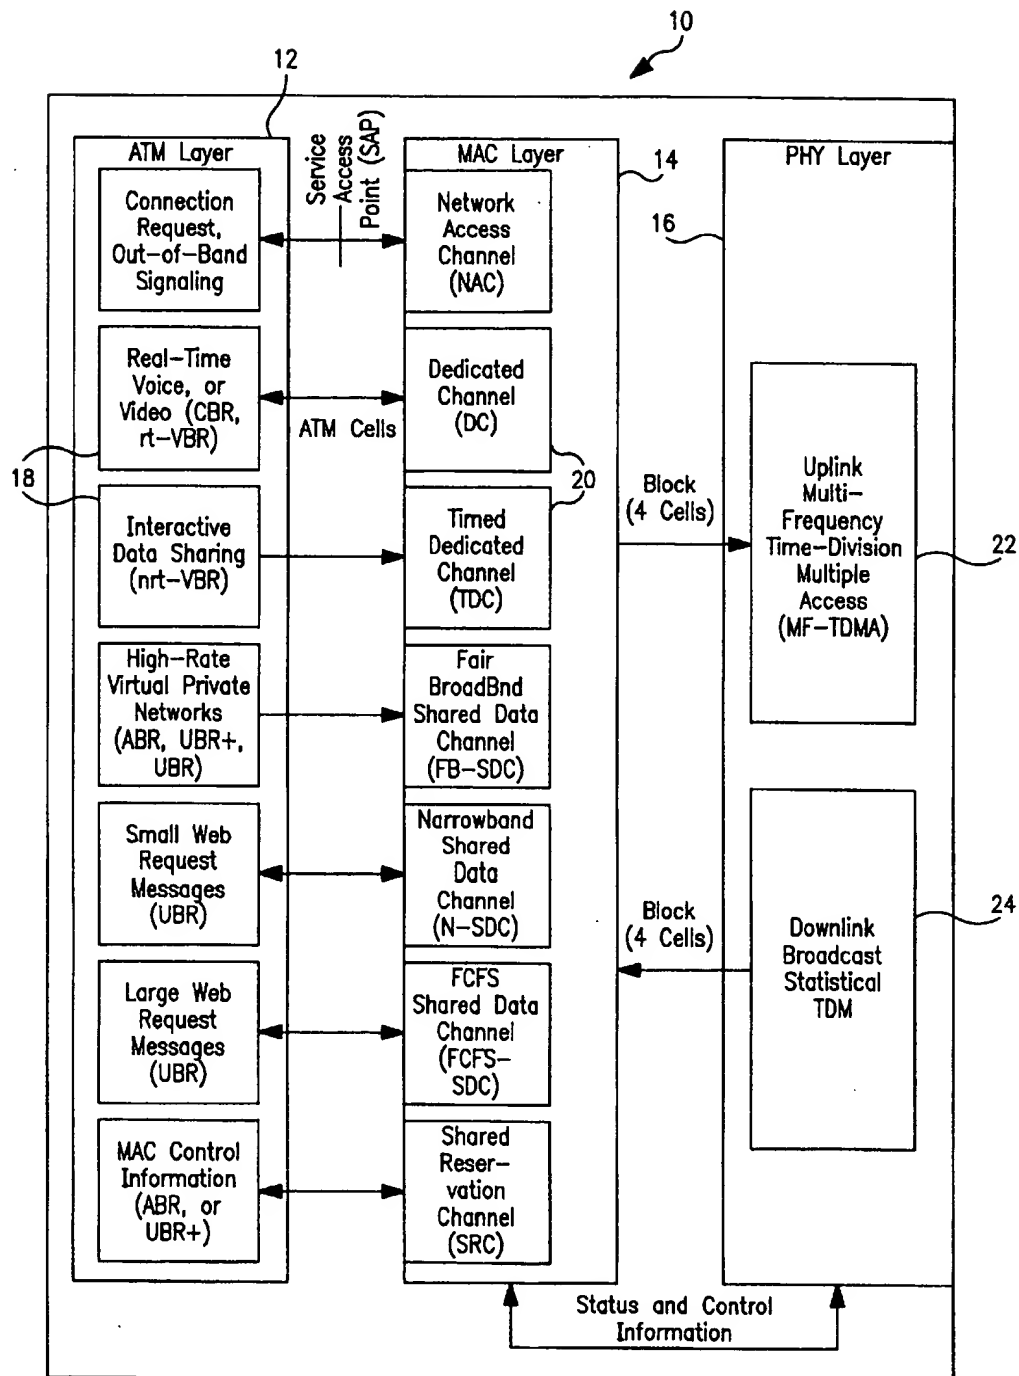 10
12
ATM Layer
Service
Access
Point (SAP)
MAC Layer
14
PHY Layer
16
Connection
Request,
Out-of-Band
Signaling
Network
Access
Channel
(NAC)
Real-Time
Voice, or
Video (CBR,
rt-VBR)
ATM Cells
Dedicated
Channel
(DC)
18
20
Interactive
Data Sharing
(nrt-VBR)
Timed
Dedicated
Channel
(TDC)
Block
(4 Cells)
Uplink
Multi-
Frequency
Time-Division
Multiple
Access
(MF-TDMA)
22
High-Rate
Virtual Private
Networks
(ABR, UBR+,
UBR)
Fair
BroadBnd
Shared Data
Channel
(FB-SDC)
Small Web
Request
Messages
(UBR)
Narrowband
Shared
Data
Channel
(N-SDC)
Block
(4 Cells)
Downlink
Broadcast
Statistical
TDM
24
Large Web
Request
Messages
(UBR)
FCFS
Shared Data
Channel
(FCFS-
SDC)
MAC Control
Information
(ABR, or
UBR+)
Shared
Reser-
vation
Channel
(SRC)
Status and Control
Information